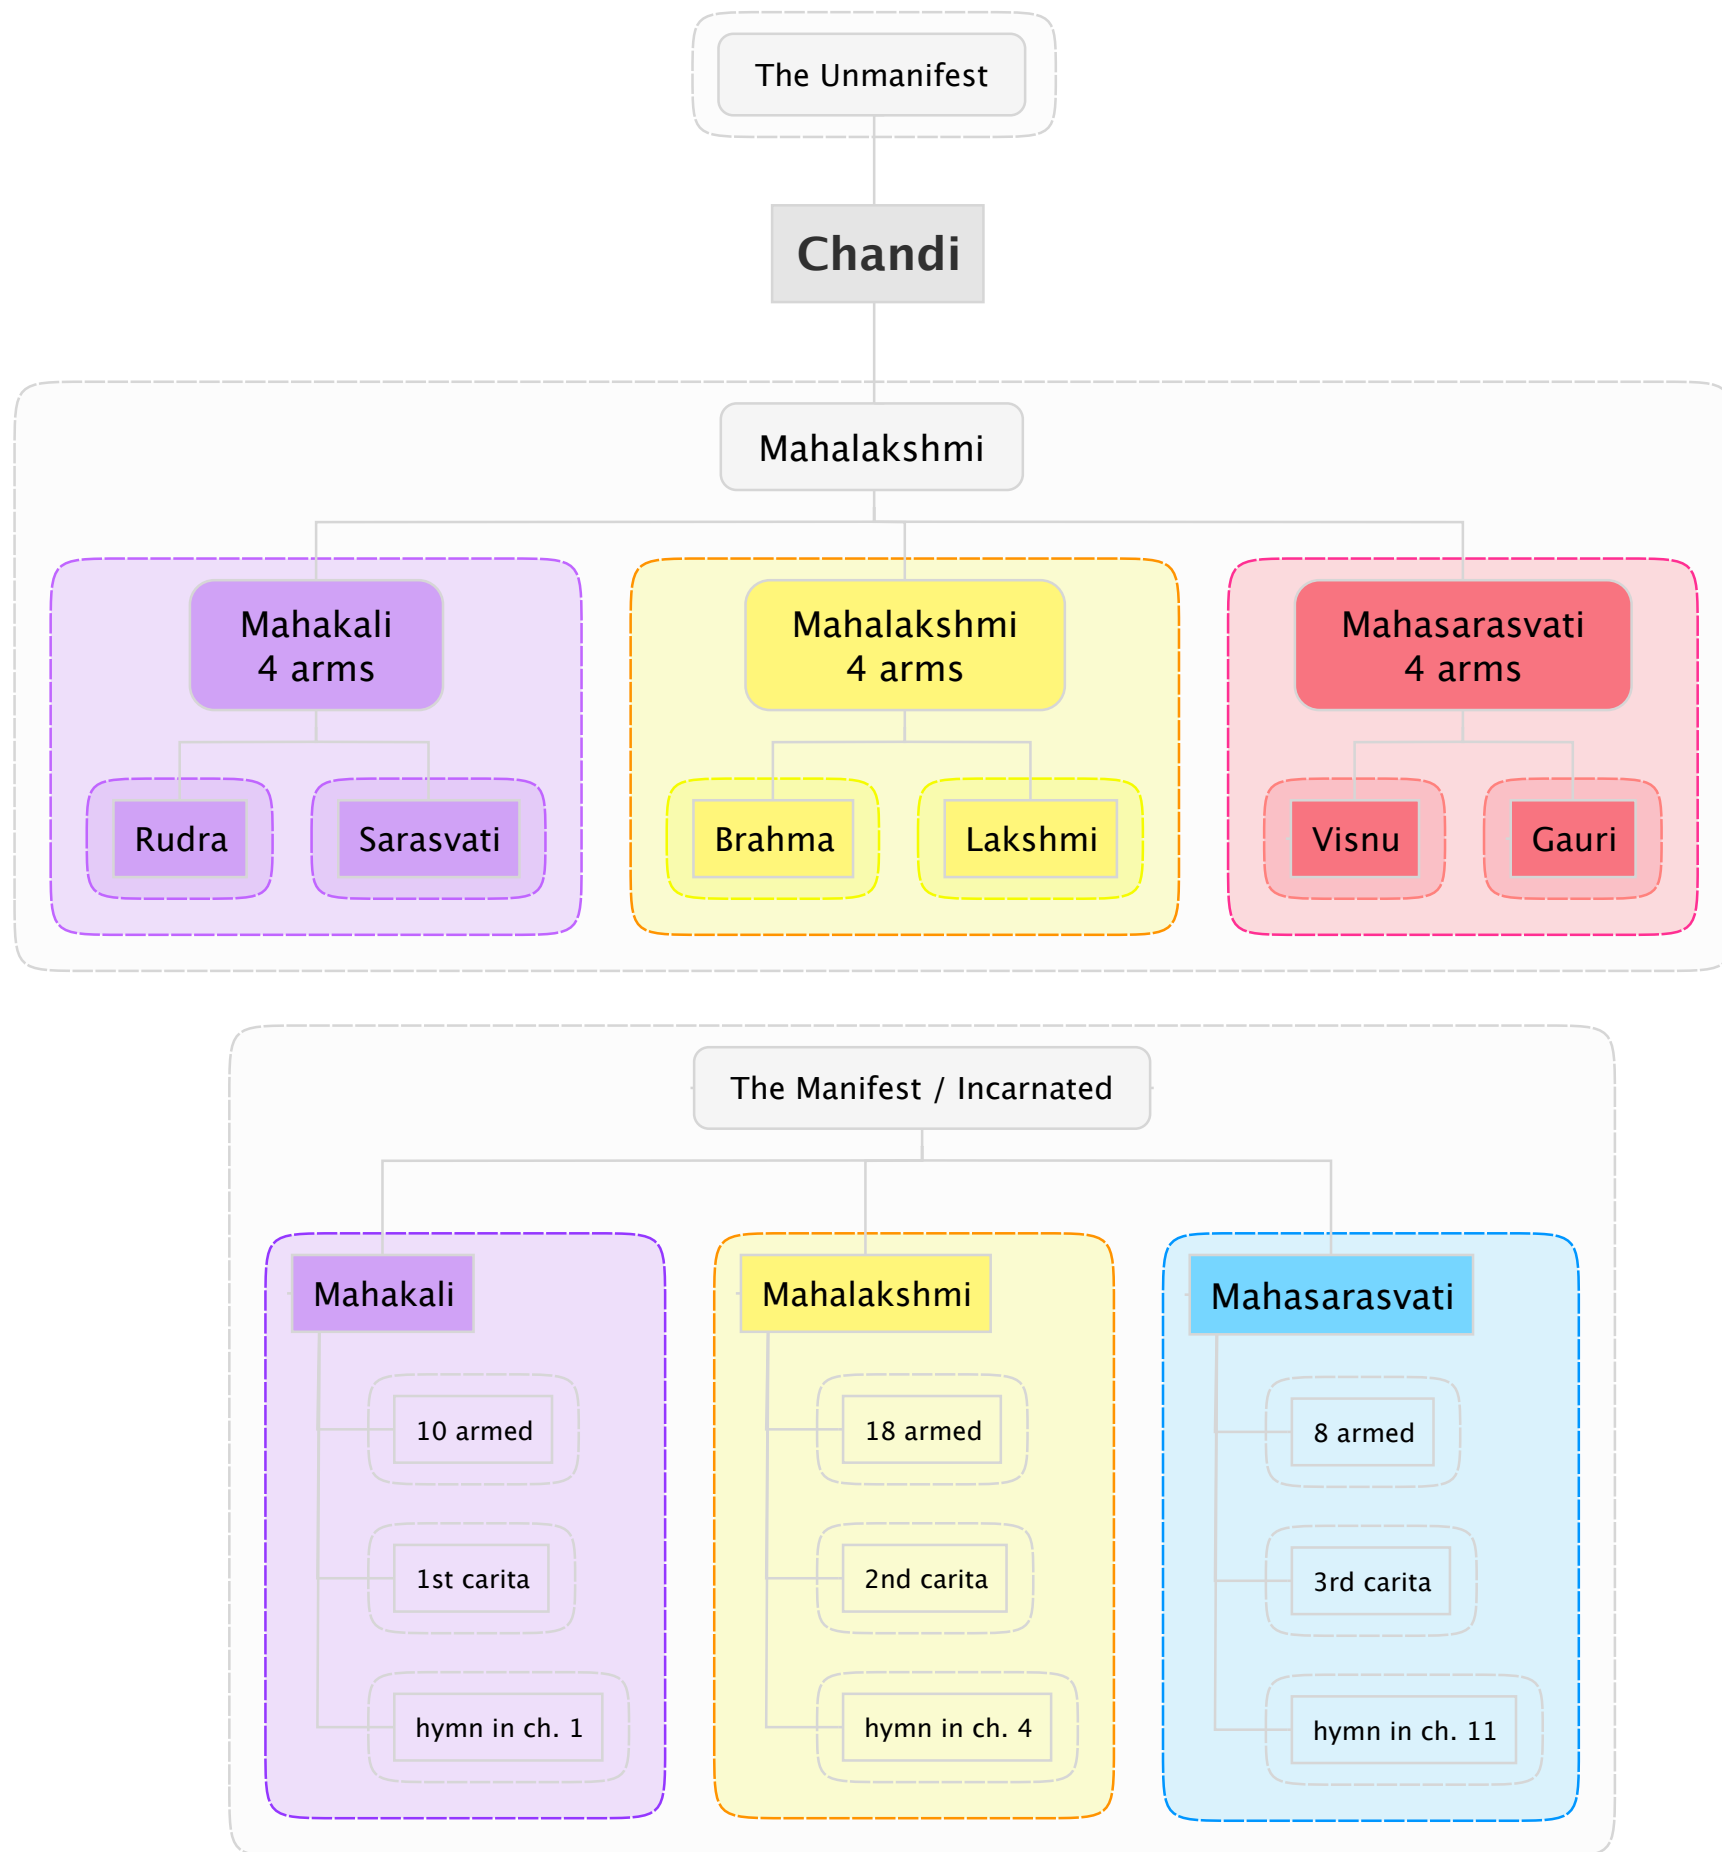 The Unmanifest
Chandi
Mahalakshmi
Mahakali
4 arms
Mahalakshmi
4 arms
Mahasarasvati
4 arms
Rudra
Sarasvati
Brahma
Lakshmi
Visnu
Gauri
The Manifest / Incarnated
Mahakali
Mahalakshmi
Mahasarasvati
10 armed
18 armed
8 armed
1st carita
2nd carita
3rd carita
hymn in ch. 1
hymn in ch. 4
hymn in ch. 11